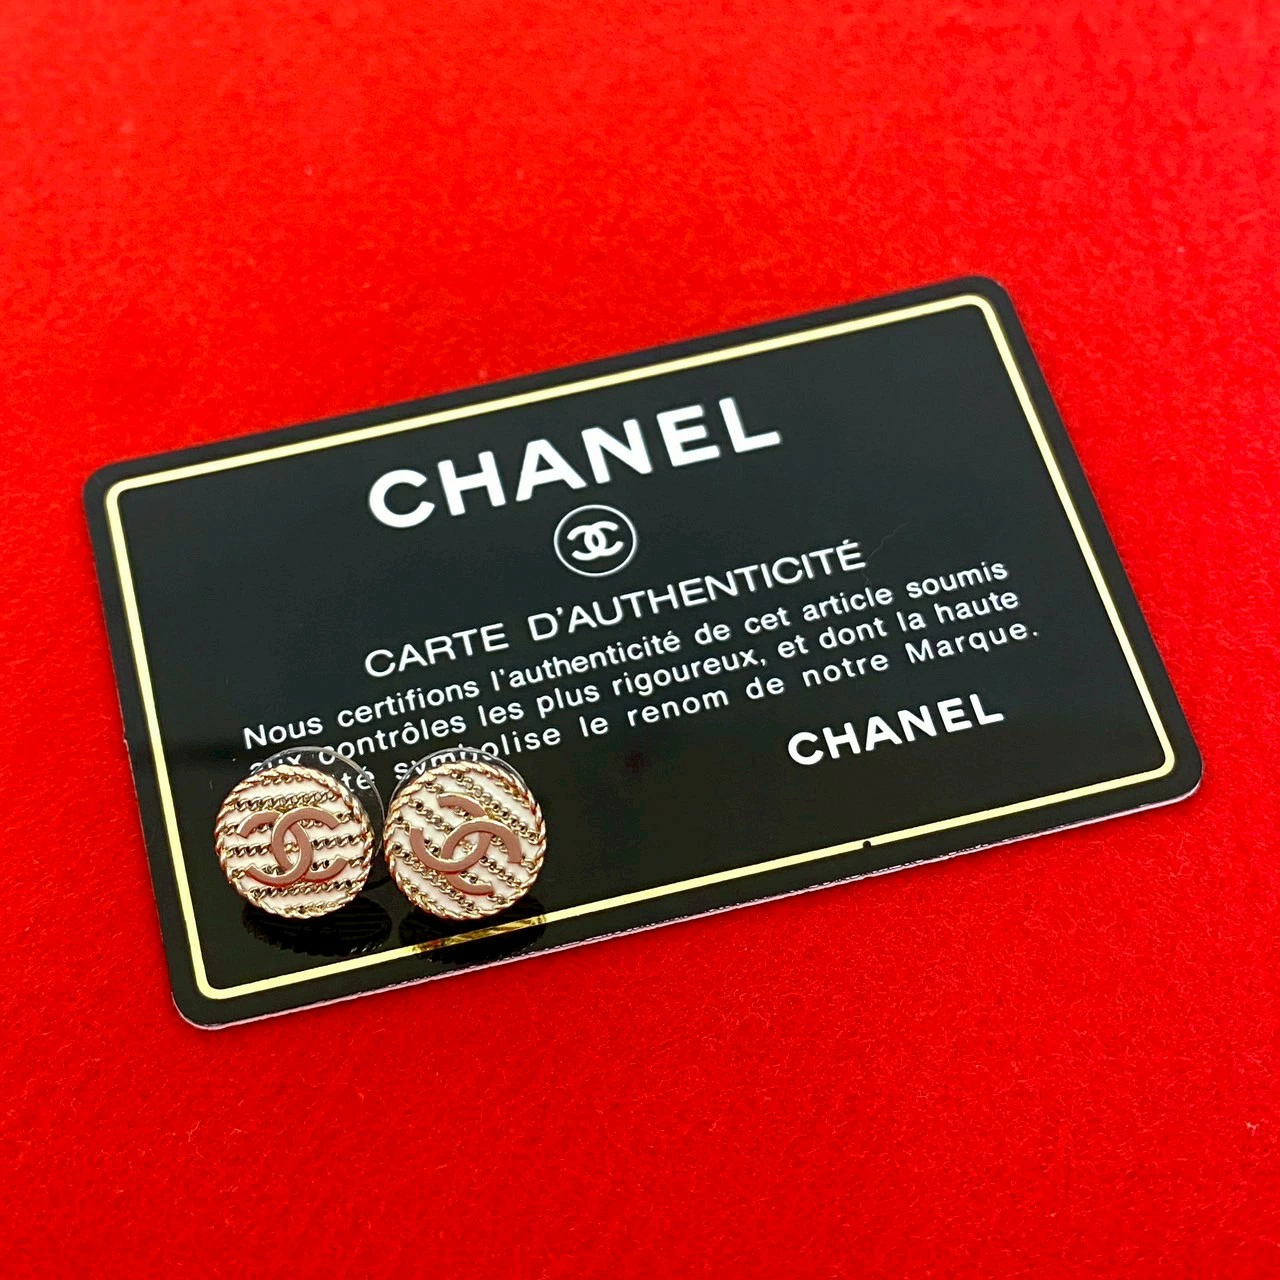 CHANEL
CARTE D'AUTHENTICITÉ
Nous certifions l'authenticité de cet article soumis
aux contrôles les plus rigoureux, et dont la haute
symbolise le renom de notre Marque.
CHANEL